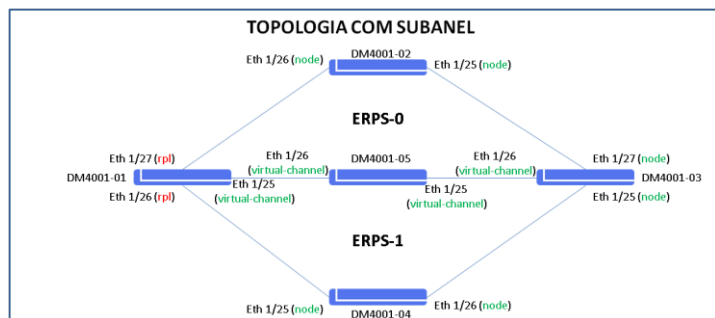 TOPOLOGIA COM SUBANEL
DM4001-02
Eth 1/26 (node)
Eth 1/25 (node)
ERPS-0
Eth 1/27 (rpl)
Eth 1/26
(virtual-channel)
DM4001-05
Eth 1/26
(virtual-channel)
Eth 1/27 (node)
DM4001-01
DM4001-03
Eth 1/26 (rpl)
Eth 1/25
(virtual-channel)
Eth 1/25
(virtual-channel)
Eth 1/25 (node)
ERPS-1
Eth 1/25 (node)
Eth 1/26 (node)
DM4001-04